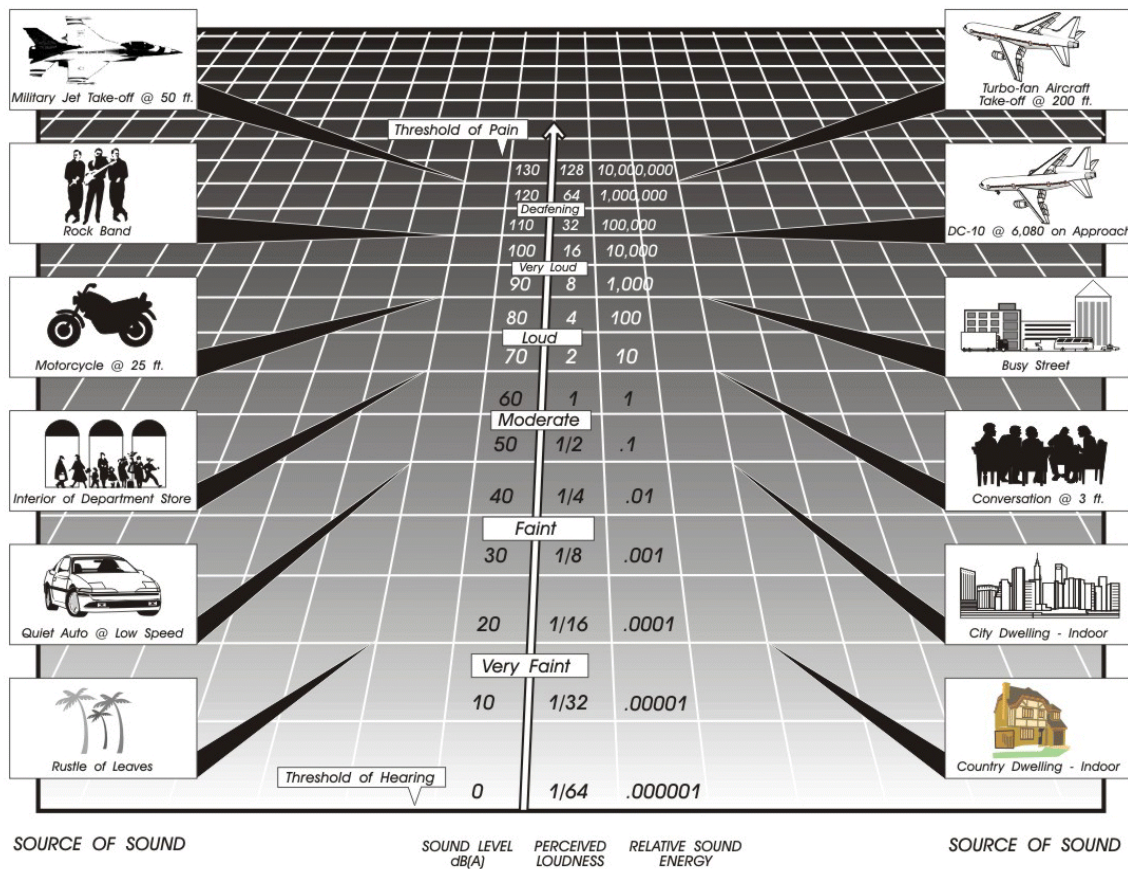 Military Jet Take-off @ 50 ft.
Turbo-fan Aircraft
Take-off @ 200 ft.
Threshold of Pain
130 128 10,000,000
120 64 1,000,000
Deafening
110 32 100,000
Rock Band
DC-10 @ 6,080 on Approach
100 16 10,000
Very Loud
90 8 1,000
80 4 100
Loud
70 2 10
Motorcycle @ 25 ft.
Busy Street
60 1 1
Moderate
50 1/2 .1
Interior of Department Store
Conversation @ 3 ft.
40 1/4 .01
Faint
30 1/8 .001
20 1/16 .0001
Quiet Auto @ Low Speed
City Dwelling - Indoor
Very Faint
10 1/32 .00001
Rustle of Leaves
Country Dwelling - Indoor
Threshold of Hearing
0 1/64 .000001
SOURCE OF SOUND
SOUND LEVEL
dB(A)
PERCEIVED
LOUDNESS
RELATIVE SOUND
ENERGY
SOURCE OF SOUND